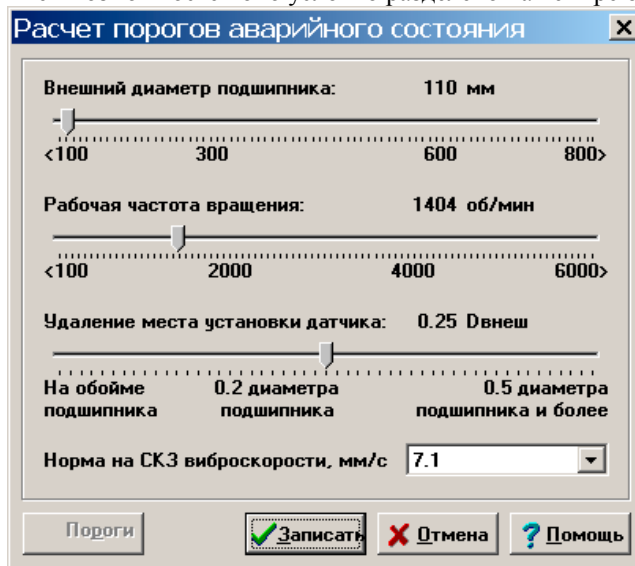 Расчет порогов аварийного состояния
Внешний диаметр подшипника: 110 мм
<100 300 600 800>
Рабочая частота вращения: 1404 об/мин
<100 2000 4000 6000>
Удаление места установки датчика: 0.25 Dвнеш
На обойме 0.2 диаметра 0.5 диаметра
подшипника подшипника подшипника и более
Норма на СКЗ виброскорости, мм/с 7.1
Пороги Записать Отмена Помощь